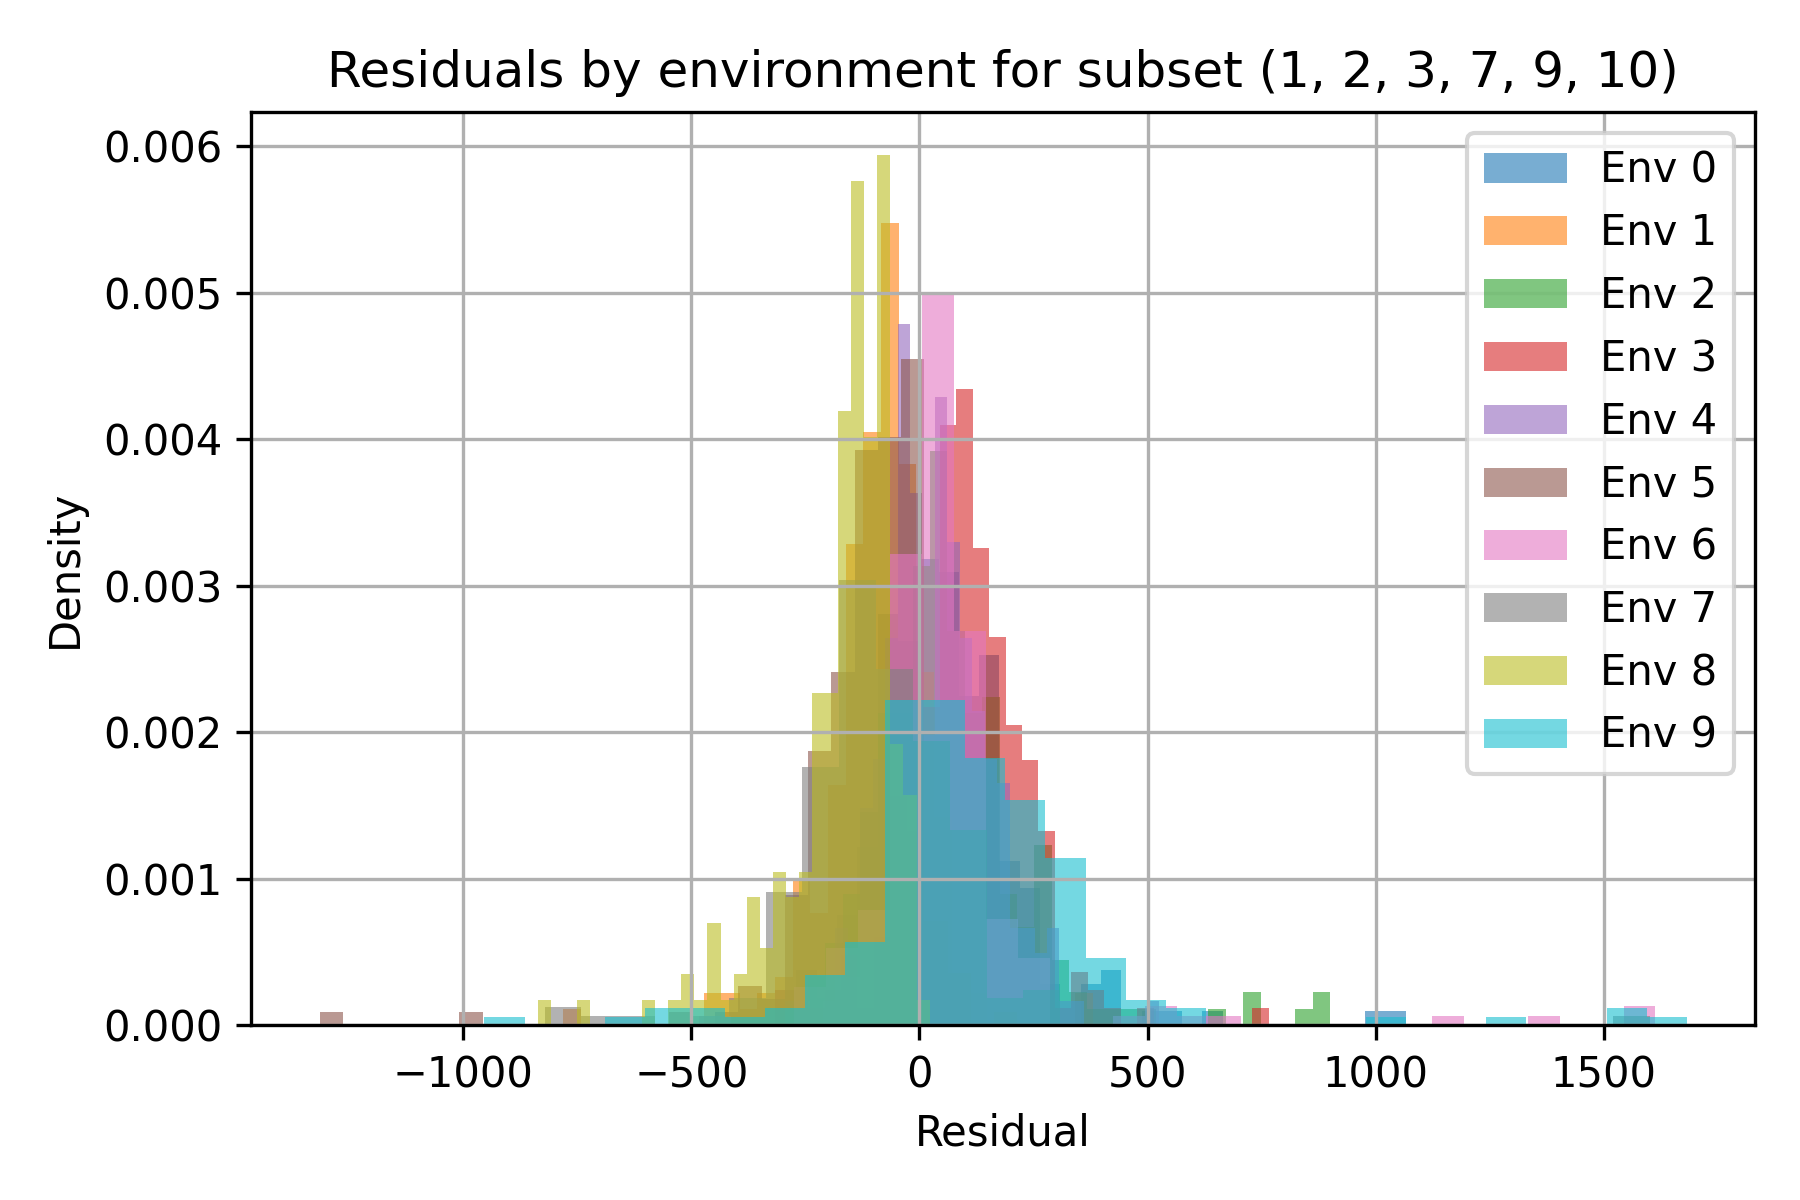 Residuals by environment for subset (1, 2, 3, 7, 9, 10)
0.006
0.005
0.004
0.003
0.002
0.001
0.000
Density
Env 0
Env 1
Env 2
Env 3
Env 4
Env 5
Env 6
Env 7
Env 8
Env 9
−1000 −500 0 500 1000 1500
Residual